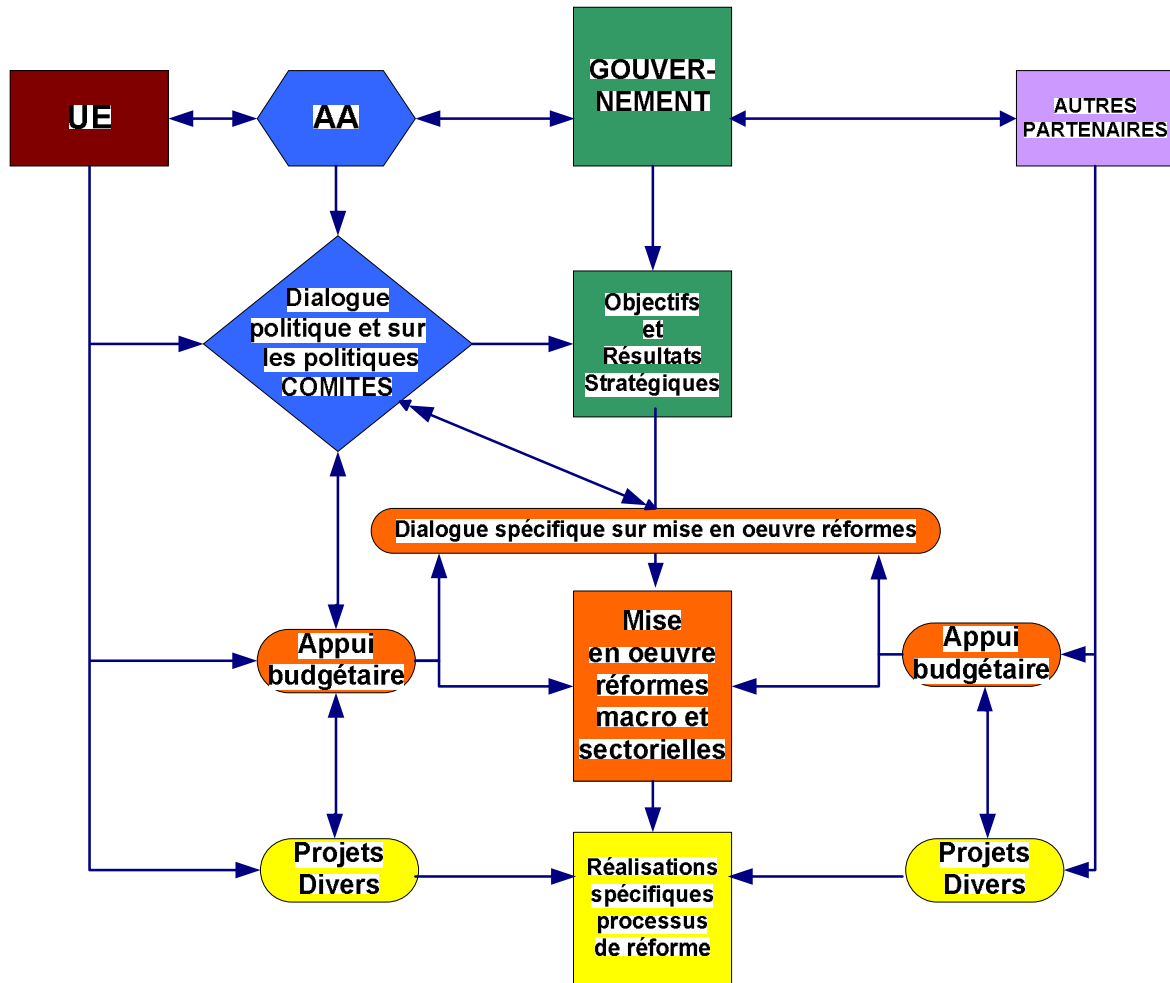 UE
AA
GOUVER-
NEMENT
AUTRES
PARTENAIRES
Dialogue
politique et sur
les politiques
COMITES
Objectifs
et
Résultats
Stratégiques
Dialogue spécifique sur mise en oeuvre réformes
Appui
budgétaire
Mise
en oeuvre
réformes
macro et
sectorielles
Appui
budgétaire
Projets
Divers
Réalisations
spécifiques
processus
de réforme
Projets
Divers